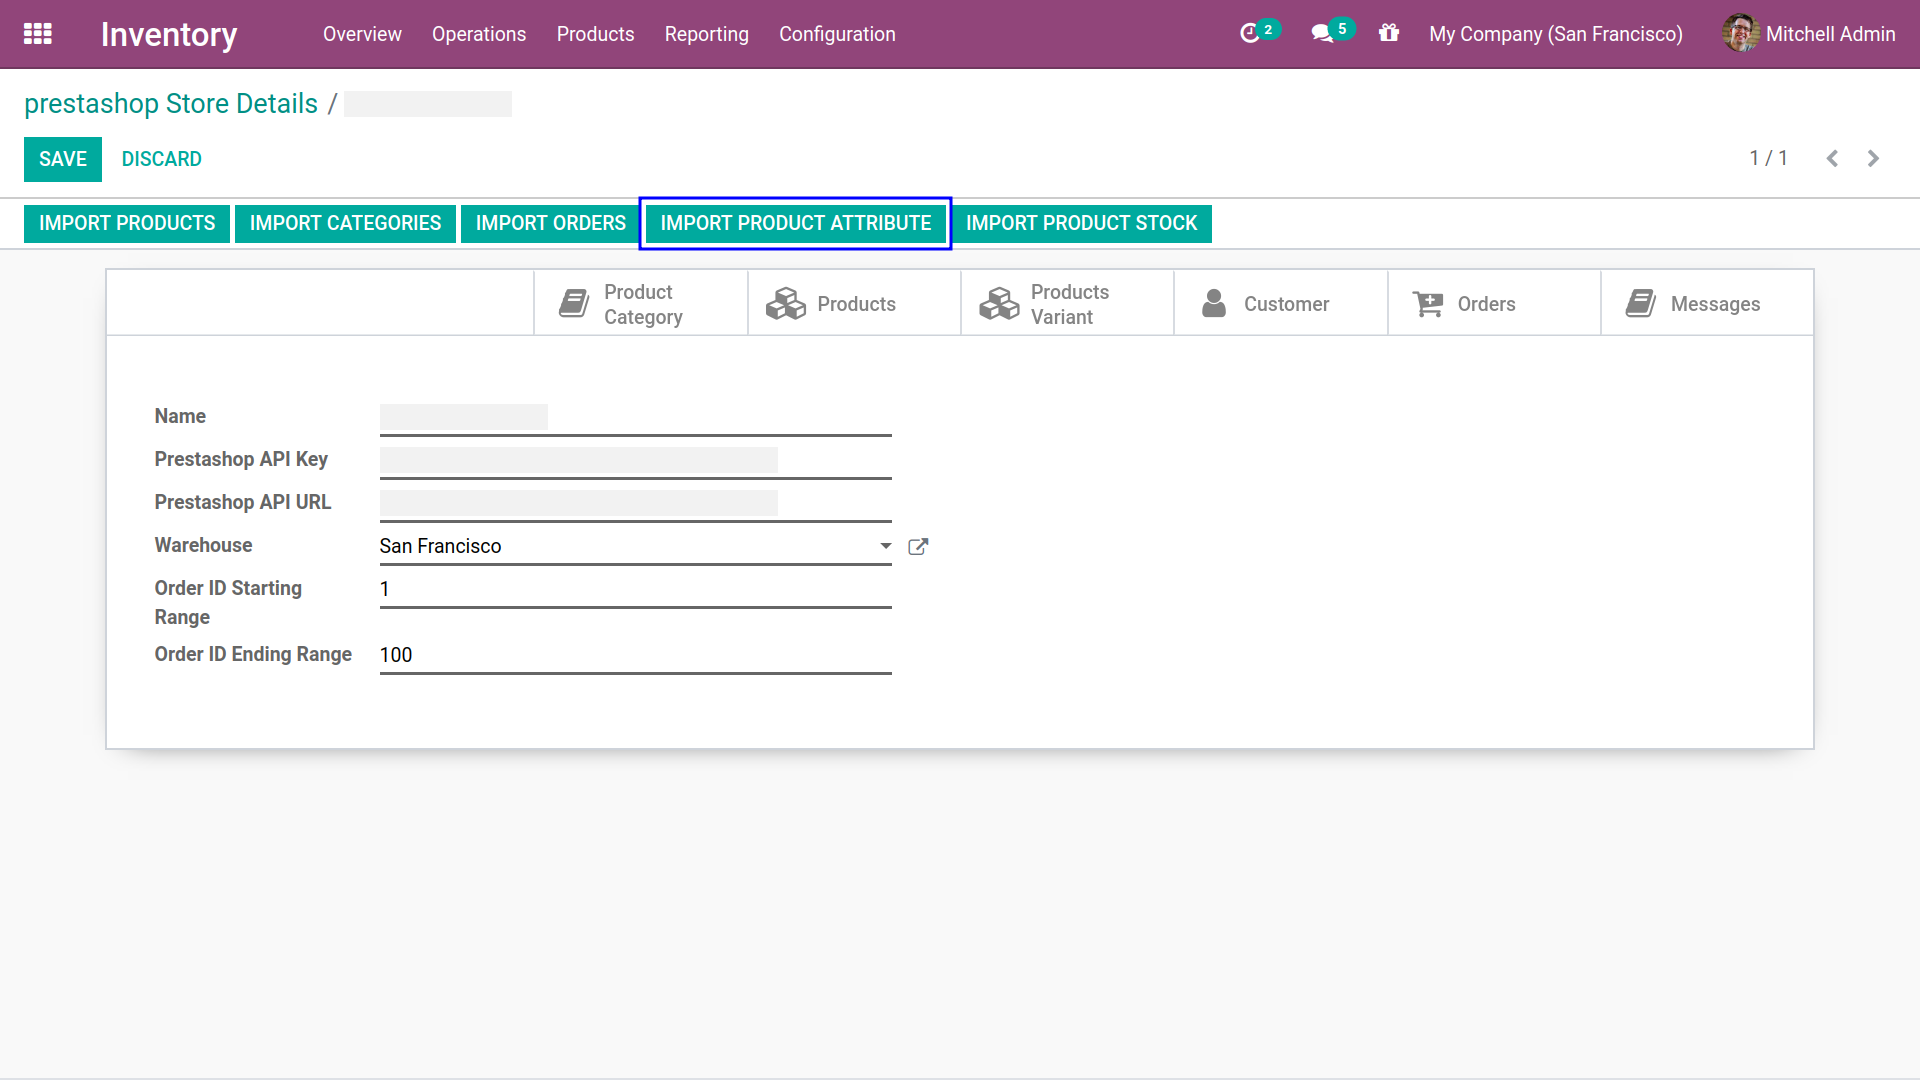 Inventory Overview Operations Products Reporting Configuration 2 5 My Company (San Francisco) Mitchell Admin
prestashop Store Details /
SAVE DISCARD 1 / 1
IMPORT PRODUCTS IMPORT CATEGORIES IMPORT ORDERS IMPORT PRODUCT ATTRIBUTE IMPORT PRODUCT STOCK
Product
Category
Products
Products
Variant
Customer
Orders
Messages
Name
Prestashop API Key
Prestashop API URL
Warehouse San Francisco
Order ID Starting
Range
1
Order ID Ending Range 100